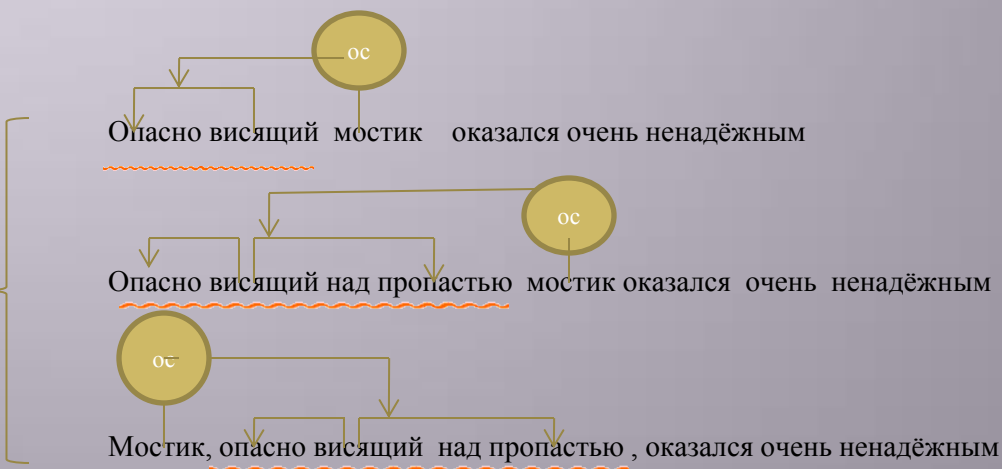 ос
Опасно висящий мостик оказался очень ненадёжным
ос
Опасно висящий над пропастью мостик оказался очень ненадёжным
ос
Мостик, опасно висящий над пропастью , оказался очень ненадёжным